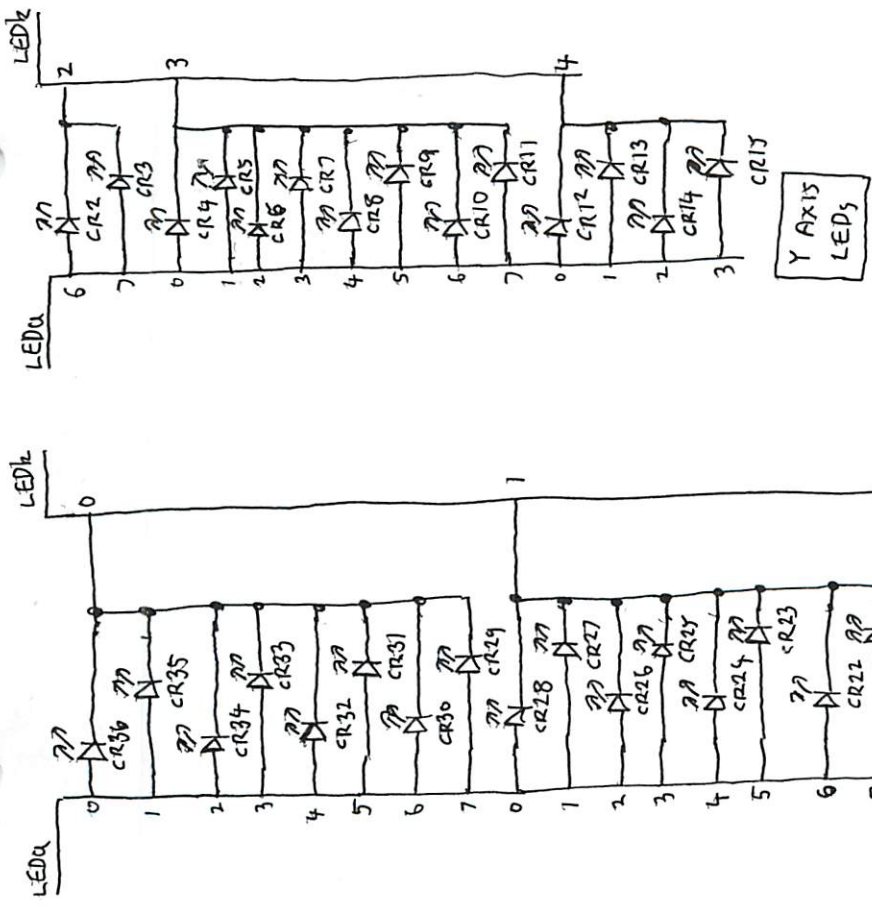 LEDk
LEDa
2
6
CR2
7
CR3
3
0
CR4
1
CR5
2
CR6
3
CR7
4
CR8
5
CR9
6
CR10
7
CR11
4
0
CR12
1
CR13
2
CR14
3
CR15
Y AXIS
LEDs
LEDk
LEDa
0
0
CR36
1
CR35
2
CR34
3
CR33
4
CR32
5
CR31
6
CR30
7
CR29
1
0
CR28
1
CR27
2
CR26
3
CR25
4
CR24
5
CR23
6
CR22